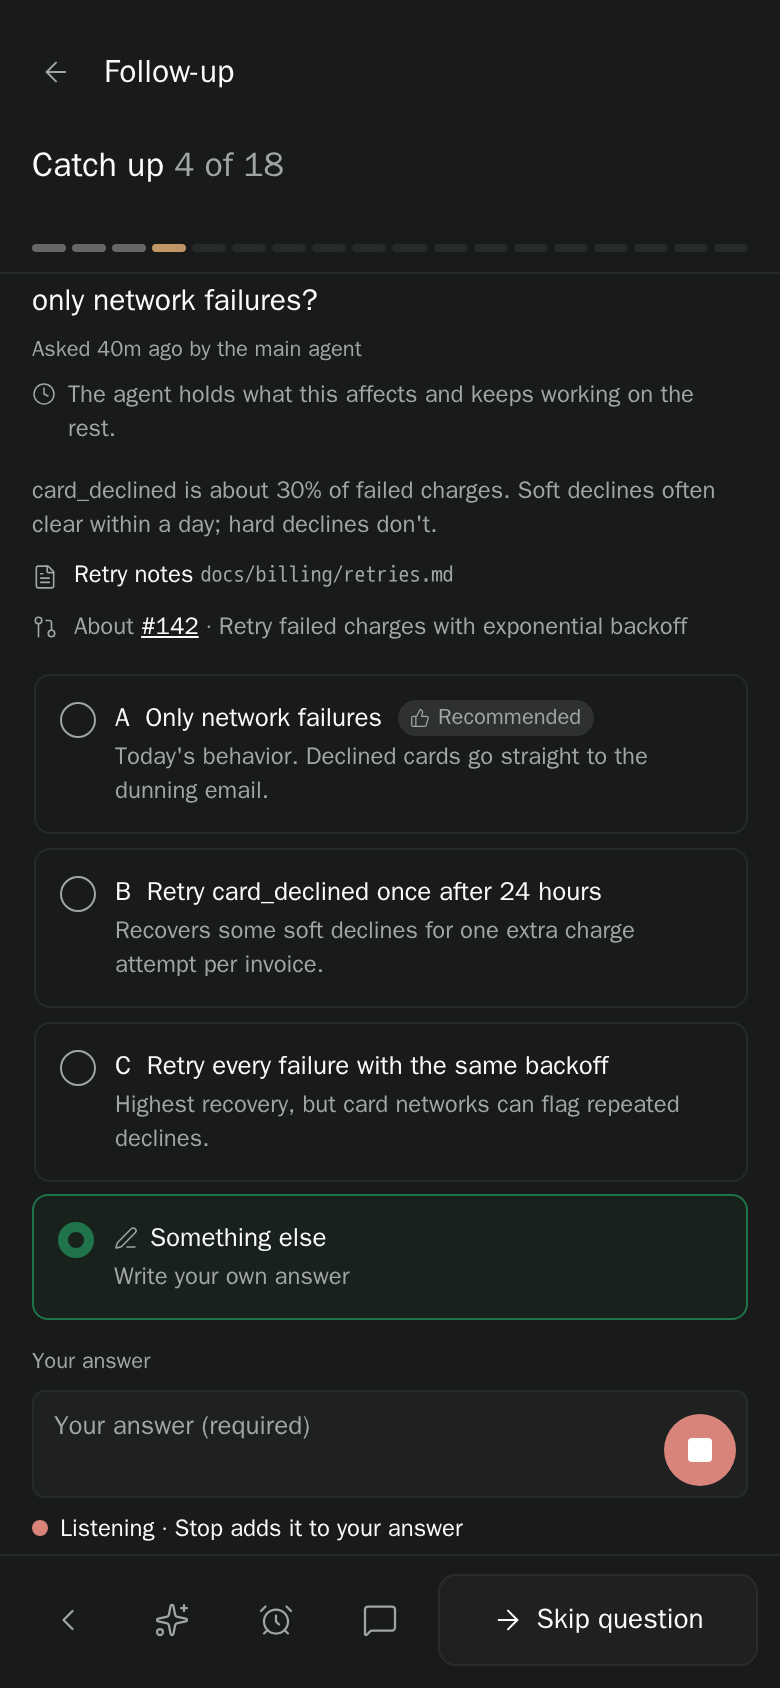 Follow-up
Catch up 4 of 18
only network failures?
Asked 40m ago by the main agent
The agent holds what this affects and keeps working on the
rest.
card_declined is about 30% of failed charges. Soft declines often
clear within a day; hard declines don't.
Retry notes docs/billing/retries.md
About #142 · Retry failed charges with exponential backoff
A Only network failures Recommended
Today's behavior. Declined cards go straight to the
dunning email.
B Retry card_declined once after 24 hours
Recovers some soft declines for one extra charge
attempt per invoice.
C Retry every failure with the same backoff
Highest recovery, but card networks can flag repeated
declines.
Something else
Write your own answer
Your answer
Your answer (required)
Listening · Stop adds it to your answer
Skip question